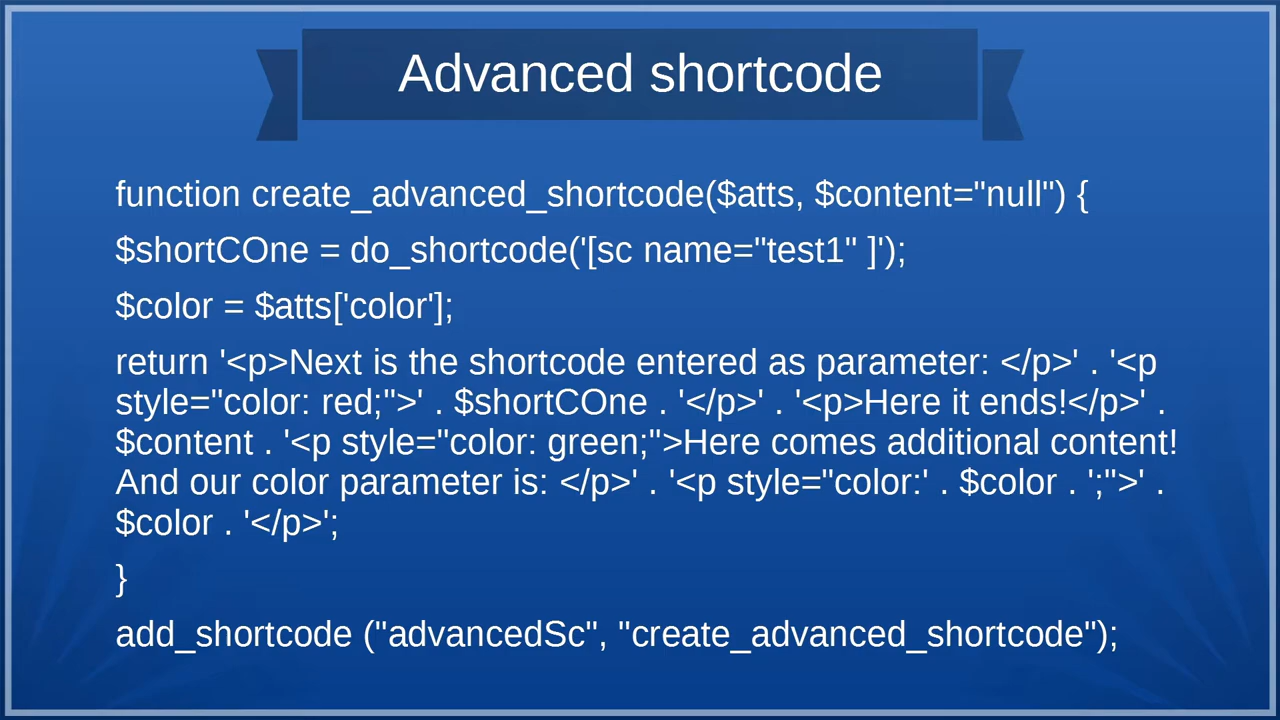 Advanced shortcode
function create_advanced_shortcode($atts, $content="null") {
$shortCOne = do_shortcode('[sc name="test1" ]');
$color = $atts['color'];
return '<p>Next is the shortcode entered as parameter: </p>' . '<p
style="color: red;">' . $shortCOne . '</p>' . '<p>Here it ends!</p>' .
$content . '<p style="color: green;">Here comes additional content!
And our color parameter is: </p>' . '<p style="color:' . $color . ';">' .
$color . '</p>';
}
add_shortcode ("advancedSc", "create_advanced_shortcode");